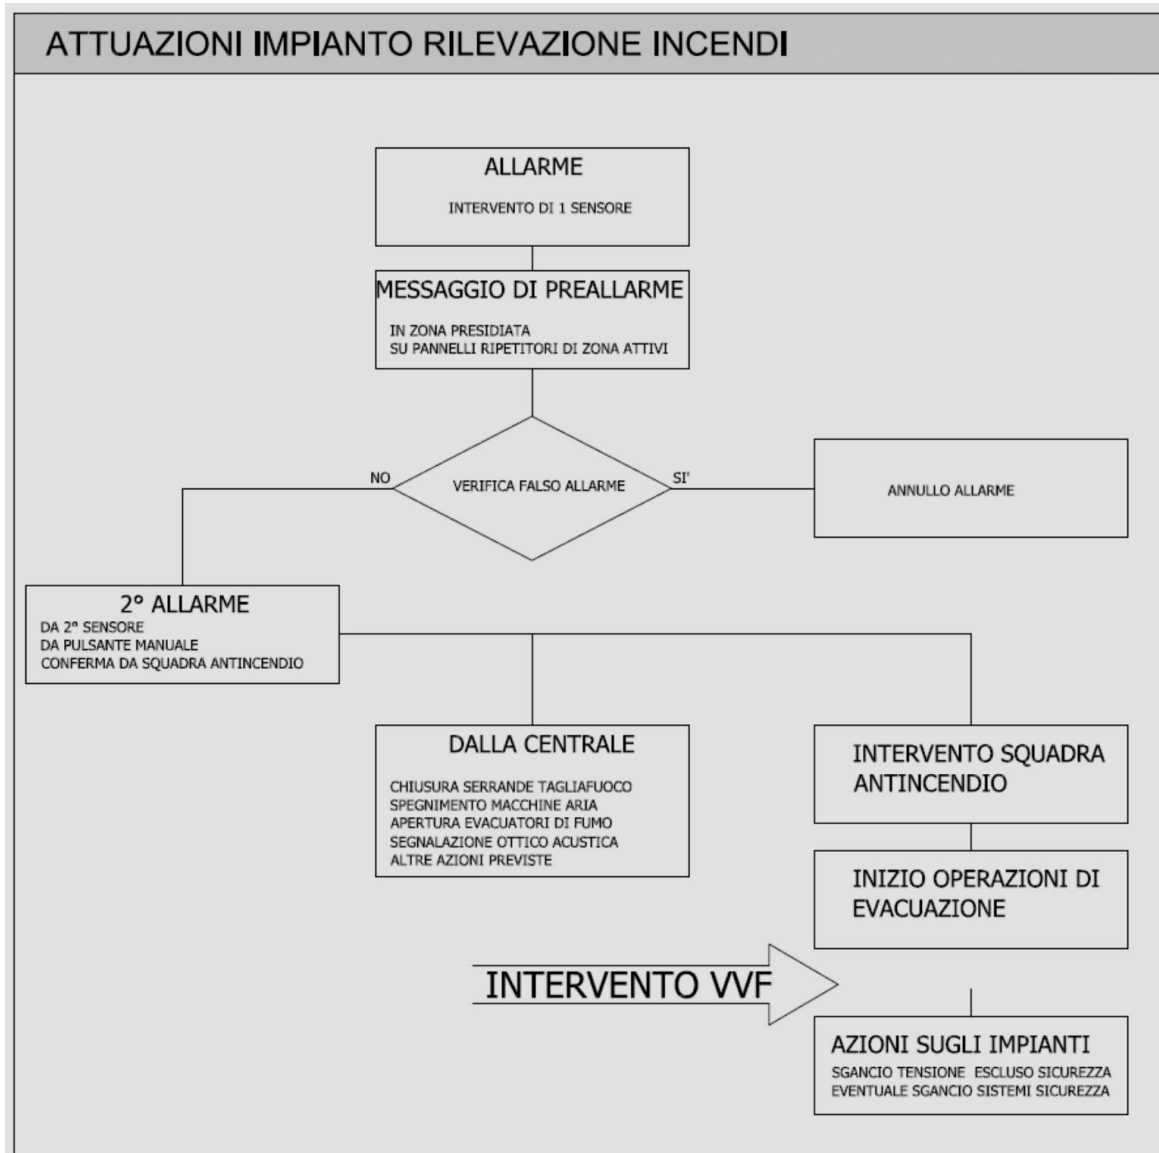 ATTUAZIONI IMPIANTO RILEVAZIONE INCENDI
ALLARME
INTERVENTO DI 1 SENSORE
MESSAGGIO DI PREALLARME
IN ZONA PRESIDIATA
SU PANNELLI RIPETITORI DI ZONA ATTIVI
NO
VERIFICA FALSO ALLARME
SI'
ANNULLO ALLARME
2° ALLARME
DA 2° SENSORE
DA PULSANTE MANUALE
CONFERMA DA SQUADRA ANTINCENDIO
DALLA CENTRALE
CHIUSURA SERRANDE TAGLIAFUOCO
SPEGNIMENTO MACCHINE ARIA
APERTURA EVACUATORI DI FUMO
SEGNALAZIONE OTTICO ACUSTICA
ALTRE AZIONI PREVISTE
INTERVENTO SQUADRA
ANTINCENDIO
INIZIO OPERAZIONI DI
EVACUAZIONE
INTERVENTO VVF
AZIONI SUGLI IMPIANTI
SGANCIO TENSIONE ESCLUSO SICUREZZA
EVENTUALE SGANCIO SISTEMI SICUREZZA